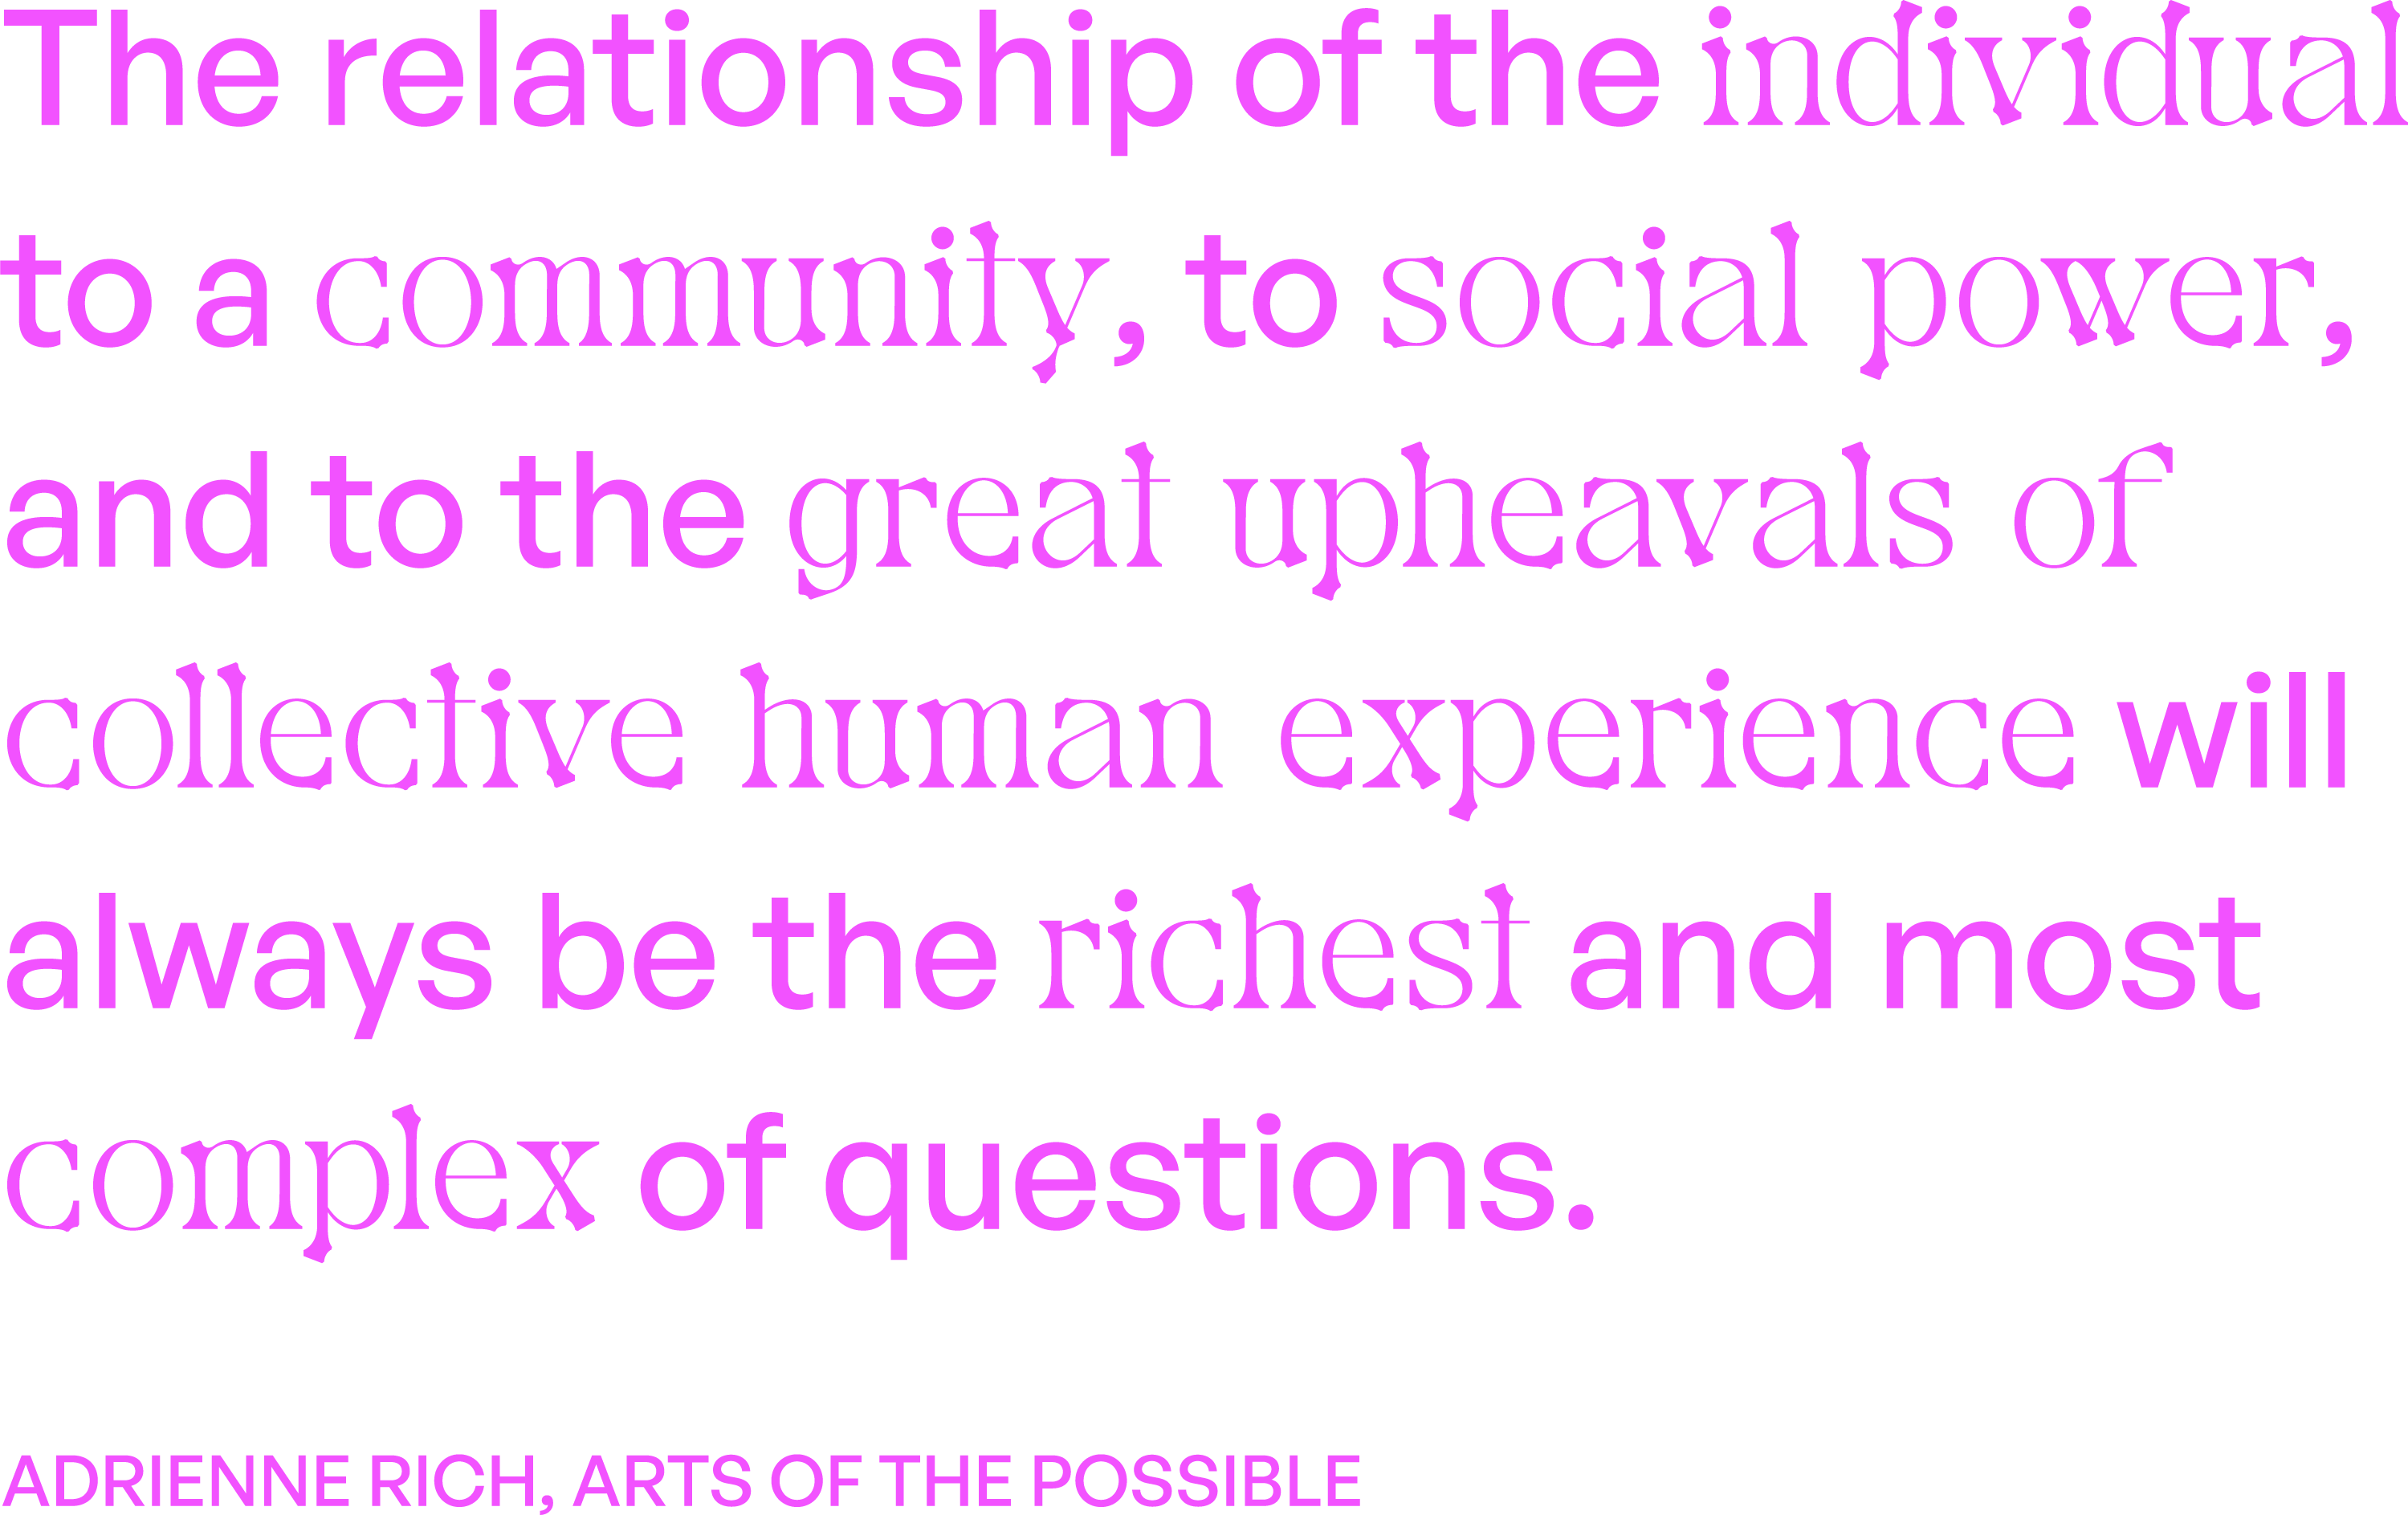 The relationship of the individual
to a community, to social power,
and to the great upheavals of
collective human experience will
always be the richest and most
complex of questions.
ADRIENNE RICH, ARTS OF THE POSSIBLE